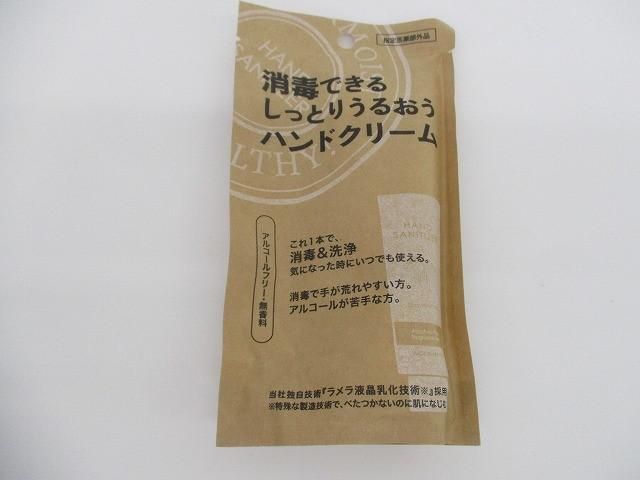 指定医薬部外品
HAND
SANITIZER
消毒できる
しっとりうるおう
ハンドクリーム
アルコールフリー・無香料
これ1本で、
消毒&洗浄
気になった時にいつでも使える。
消毒で手が荒れやすい方。
アルコールが苦手な方。
HAND
当社独自技術『ラメラ液晶乳化技術※』採用
※特殊な製造技術で、べたつかないのに肌になじむ